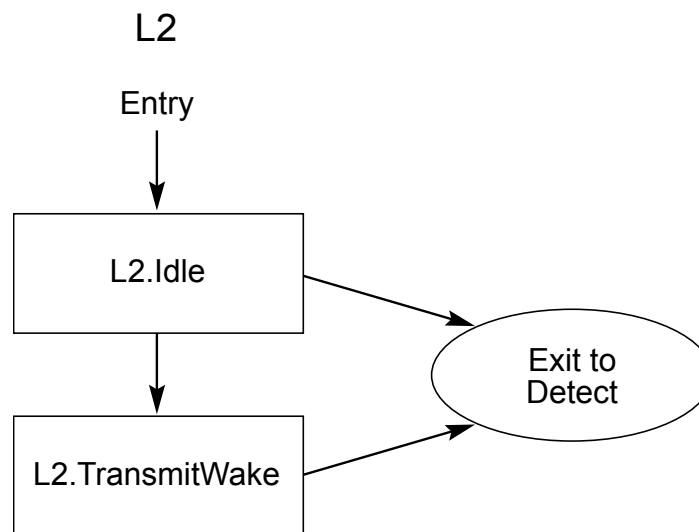 L2
Entry
L2.Idle
Exit to
Detect
L2.TransmitWake